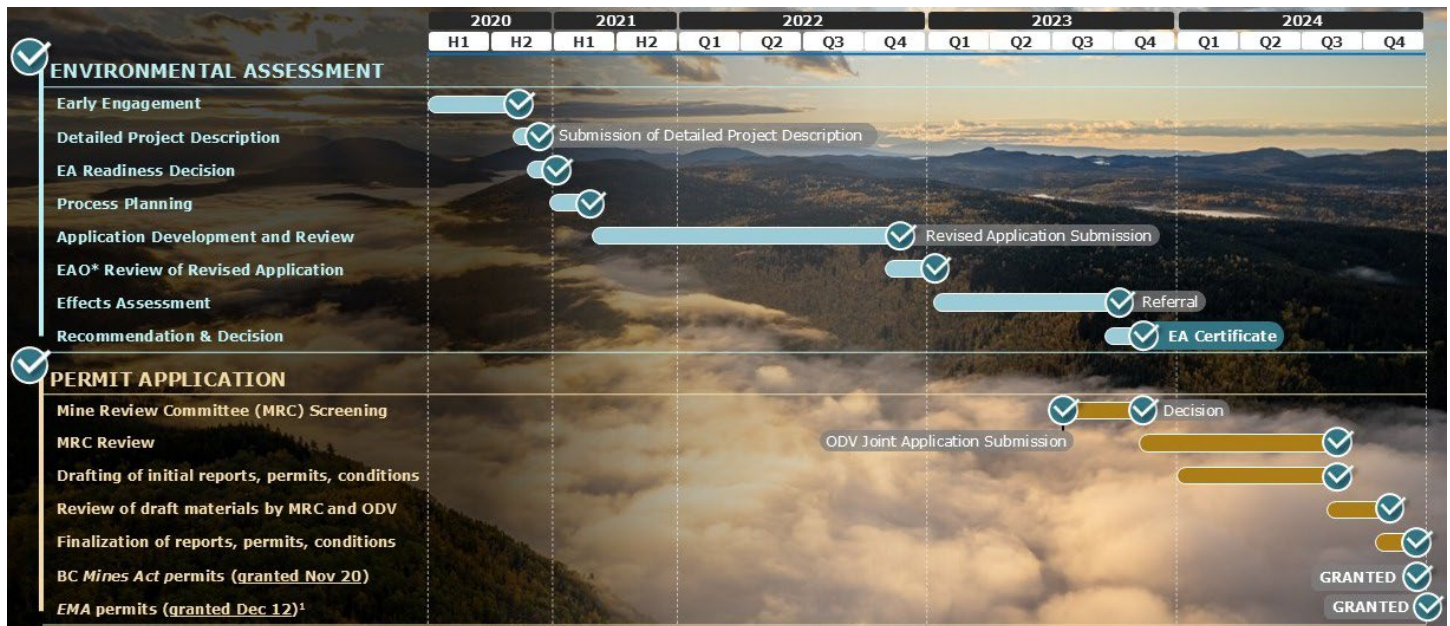 2020 2021 2022 2023 2024
H1 H2 H1 H2 Q1 Q2 Q3 Q4 Q1 Q2 Q3 Q4 Q1 Q2 Q3 Q4
ENVIRONMENTAL ASSESSMENT
Early Engagement
Detailed Project Description Submission of Detailed Project Description
EA Readiness Decision
Process Planning
Application Development and Review Revised Application Submission
EAO* Review of Revised Application
Effects Assessment Referral
Recommendation & Decision EA Certificate
PERMIT APPLICATION
Mine Review Committee (MRC) Screening Decision
MRC Review ODV Joint Application Submission
Drafting of initial reports, permits, conditions
Review of draft materials by MRC and ODV
Finalization of reports, permits, conditions
BC Mines Act permits (granted Nov 20) GRANTED
EMA permits (granted Dec 12)¹ GRANTED